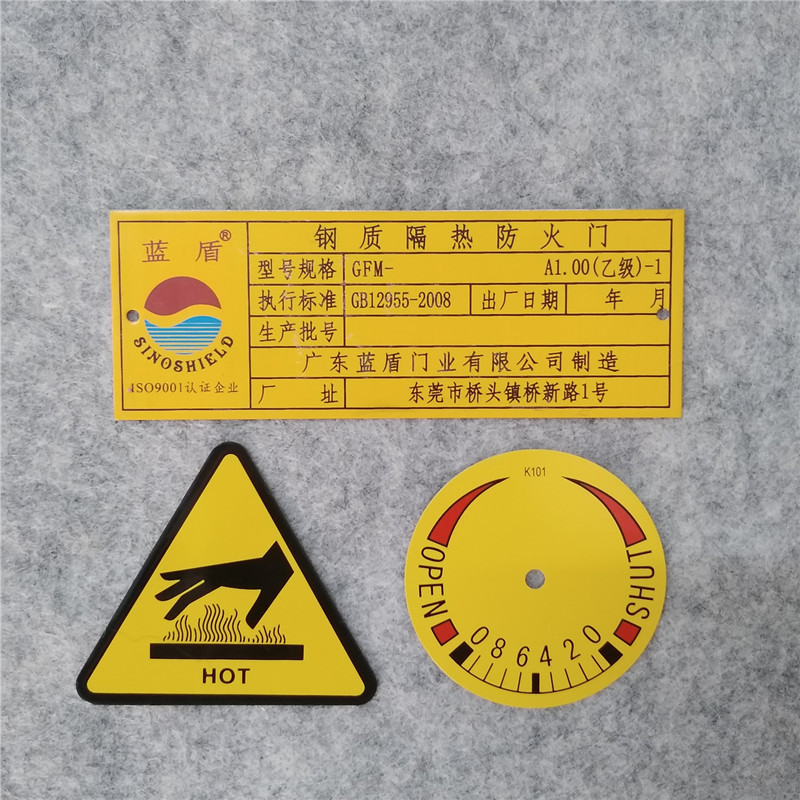 蓝盾®
SINOSHIELD
ISO9001认证企业
钢质隔热防火门
型号规格 GFM- A1.00(乙级)-1
执行标准 GB12955-2008 出厂日期 年 月
生产批号
广东蓝盾门业有限公司制造
厂 址 东莞市桥头镇桥新路1号
HOT
K101
OPEN
SHUT
0 8 6 4 2 0